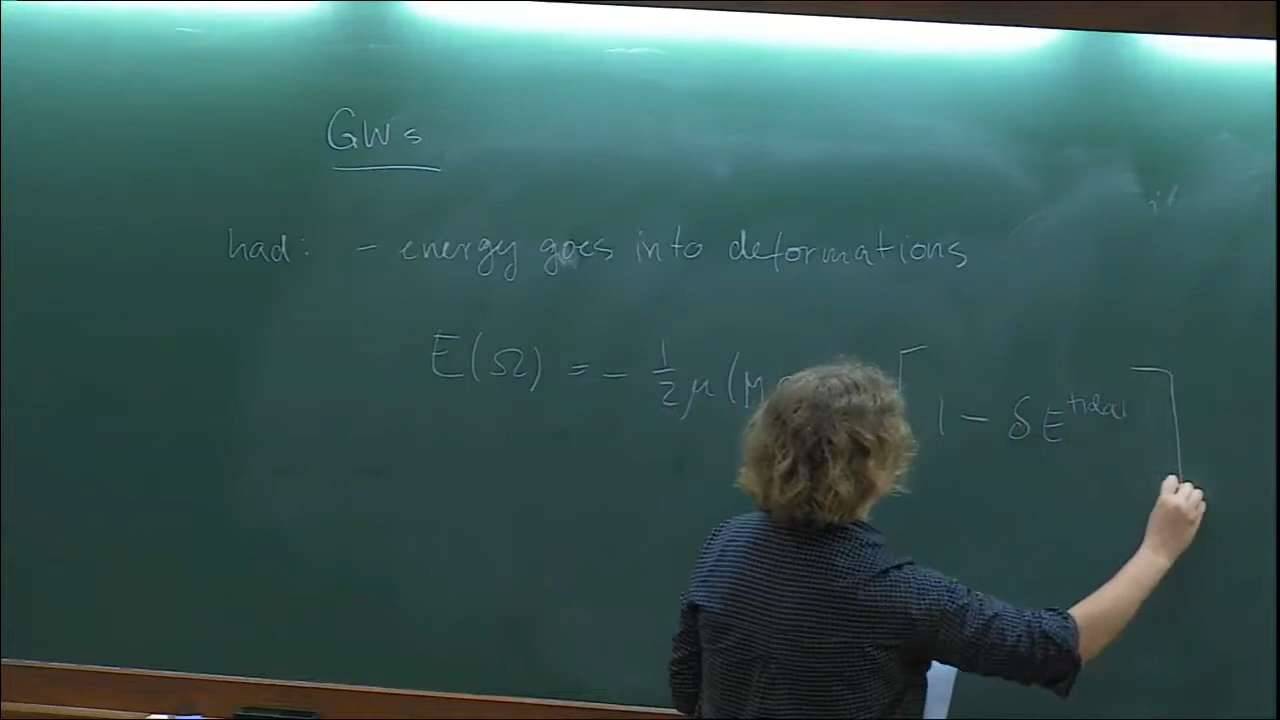 GWs
had: - energy goes into deformations
E(Ω) = - 1/2 μ (M [ 1 - δE^tidal ]